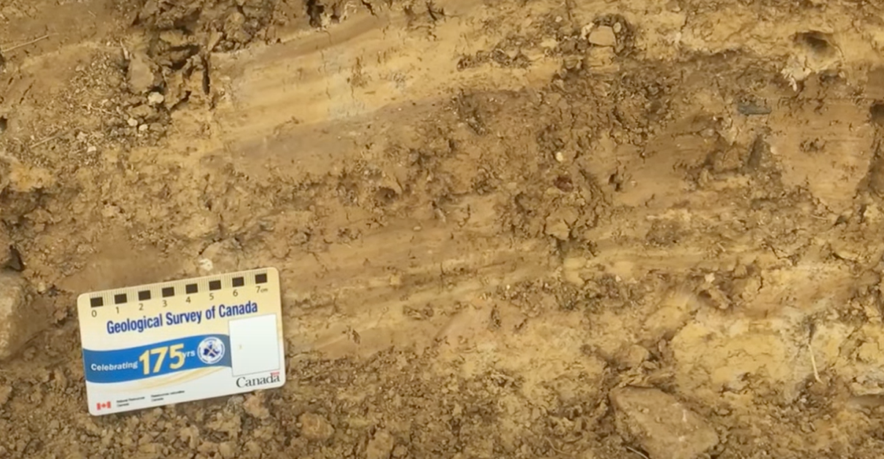 0 1 2 3 4 5 6 7cm
Geological Survey of Canada
Celebrating 175yrs
Canada